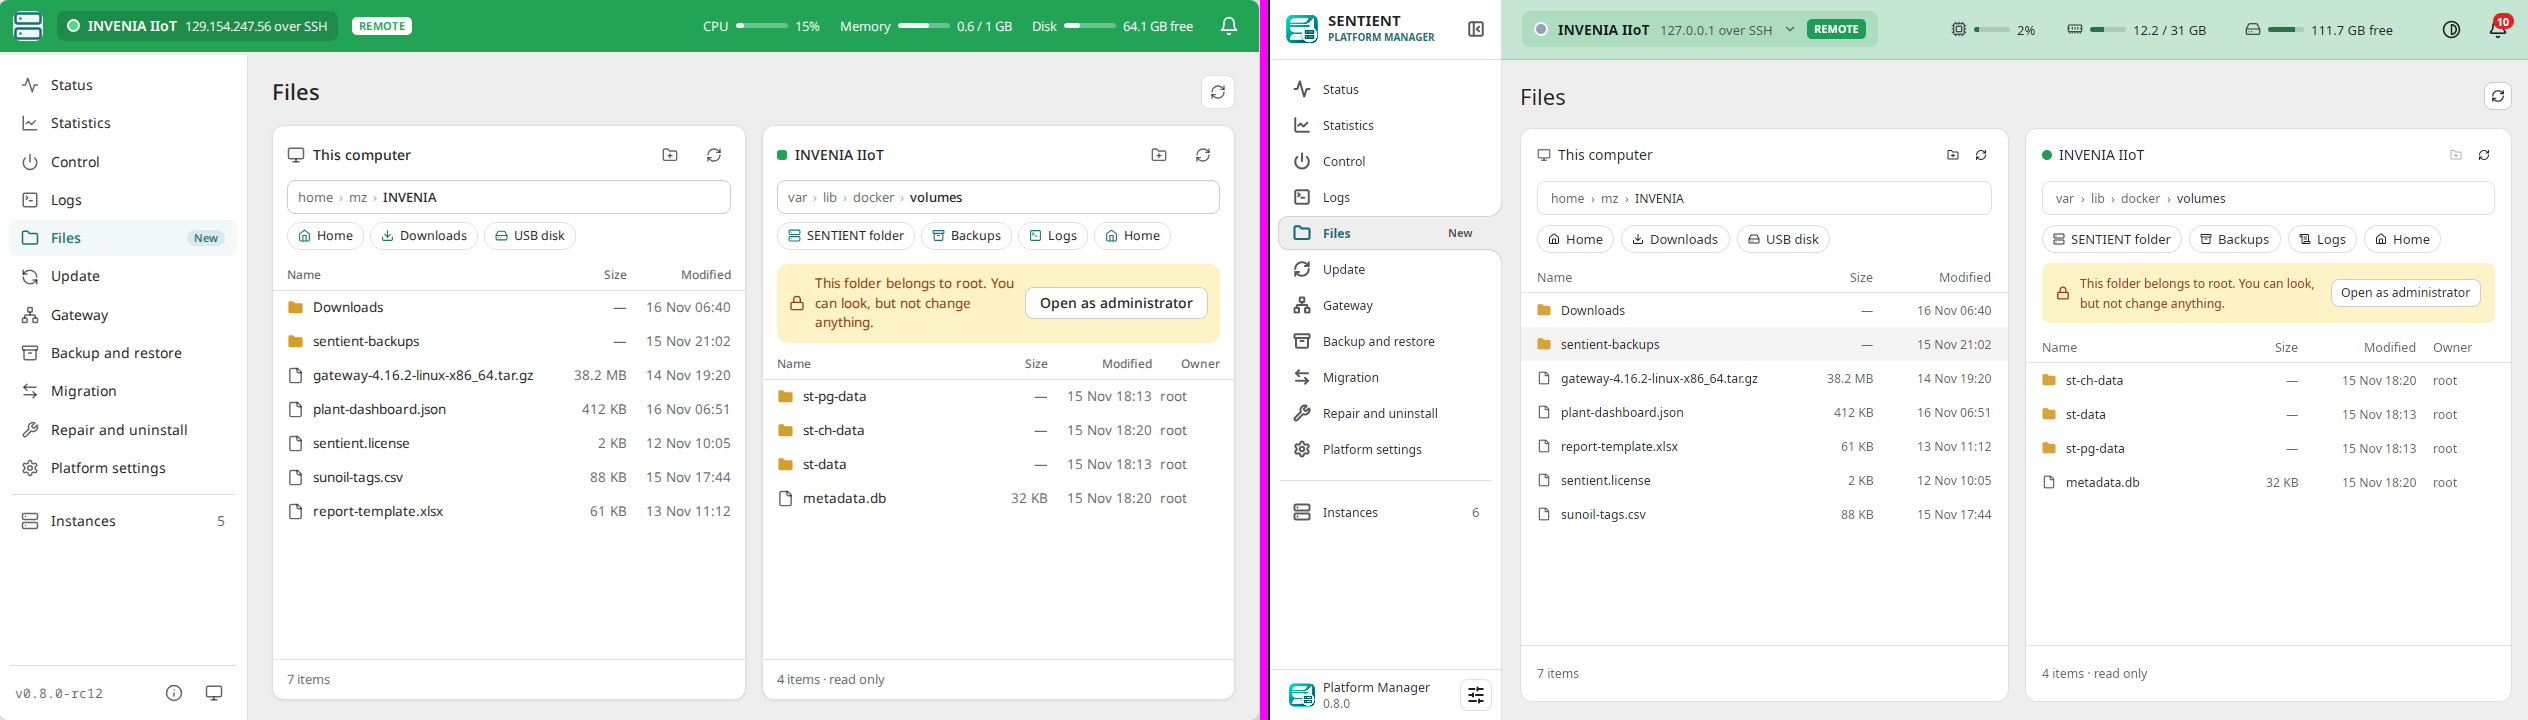 INVENIA IIoT 129.154.247.56 over SSH REMOTE CPU 15% Memory 0.6 / 1 GB Disk 64.1 GB free
Status
Statistics
Control
Logs
Files New
Update
Gateway
Backup and restore
Migration
Repair and uninstall
Platform settings
Instances 5
v0.8.0-rc12
Files
This computer
home › mz › INVENIA
Home Downloads USB disk
Name Size Modified
Downloads — 16 Nov 06:40
sentient-backups — 15 Nov 21:02
gateway-4.16.2-linux-x86_64.tar.gz 38.2 MB 14 Nov 19:20
plant-dashboard.json 412 KB 16 Nov 06:51
sentient.license 2 KB 12 Nov 10:05
sunoil-tags.csv 88 KB 15 Nov 17:44
report-template.xlsx 61 KB 13 Nov 11:12
7 items
INVENIA IIoT
var › lib › docker › volumes
SENTIENT folder Backups Logs Home
This folder belongs to root. You
can look, but not change
anything.
Open as administrator
Name Size Modified Owner
st-pg-data — 15 Nov 18:13 root
st-ch-data — 15 Nov 18:20 root
st-data — 15 Nov 18:13 root
metadata.db 32 KB 15 Nov 18:20 root
4 items · read only
SENTIENT
PLATFORM MANAGER
INVENIA IIoT 127.0.0.1 over SSH REMOTE 2% 12.2 / 31 GB 111.7 GB free 10
Status
Statistics
Control
Logs
Files New
Update
Gateway
Backup and restore
Migration
Repair and uninstall
Platform settings
Instances 6
Platform Manager
0.8.0
Files
This computer
home › mz › INVENIA
Home Downloads USB disk
Name Size Modified
Downloads — 16 Nov 06:40
sentient-backups — 15 Nov 21:02
gateway-4.16.2-linux-x86_64.tar.gz 38.2 MB 14 Nov 19:20
plant-dashboard.json 412 KB 16 Nov 06:51
report-template.xlsx 61 KB 13 Nov 11:12
sentient.license 2 KB 12 Nov 10:05
sunoil-tags.csv 88 KB 15 Nov 17:44
7 items
INVENIA IIoT
var › lib › docker › volumes
SENTIENT folder Backups Logs Home
This folder belongs to root. You can look,
but not change anything.
Open as administrator
Name Size Modified Owner
st-ch-data — 15 Nov 18:20 root
st-data — 15 Nov 18:13 root
st-pg-data — 15 Nov 18:13 root
metadata.db 32 KB 15 Nov 18:20 root
4 items · read only